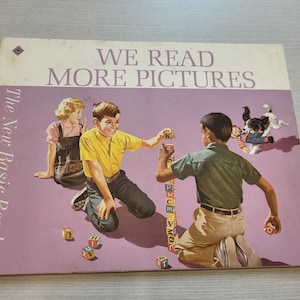 WE READ
MORE PICTURES
The New Basic